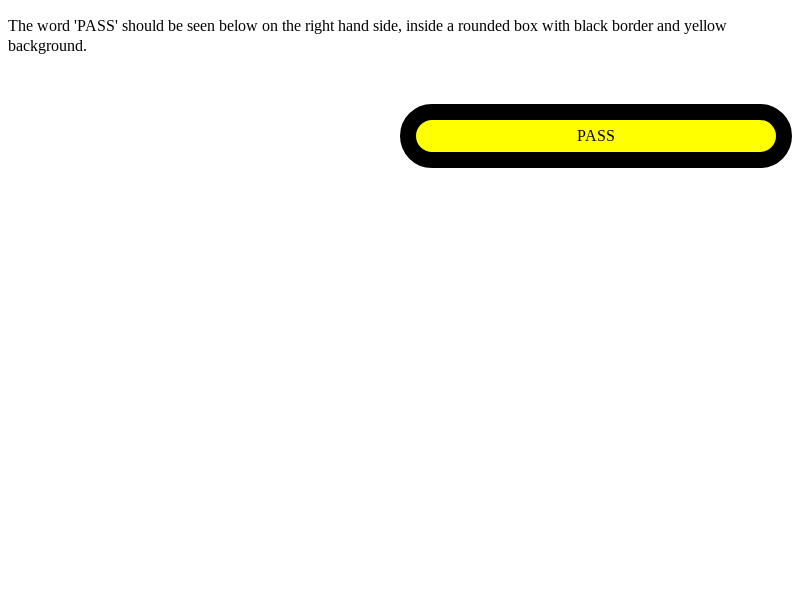 The word 'PASS' should be seen below on the right hand side, inside a rounded box with black border and yellow
background.
PASS